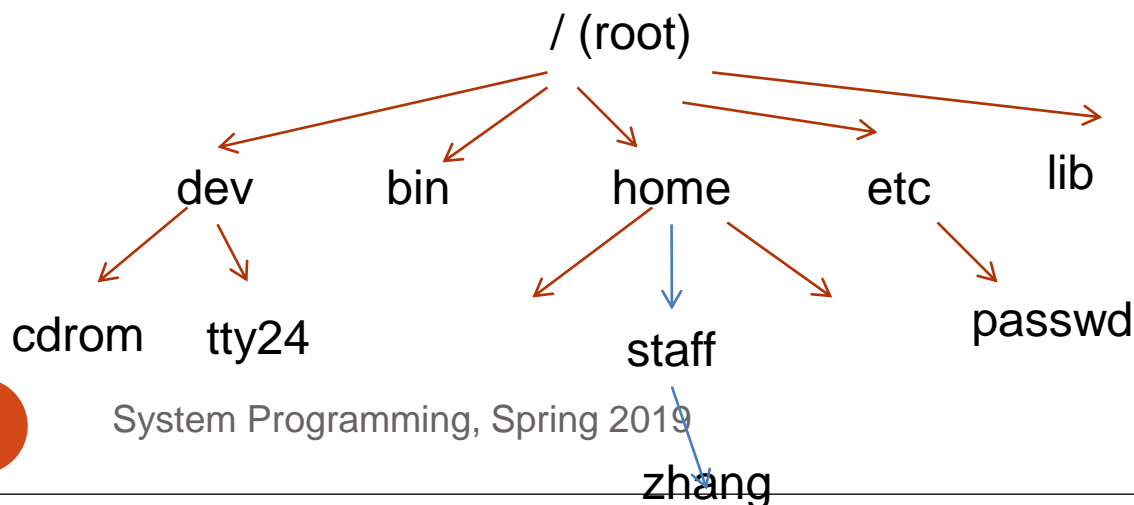 / (root)
dev bin home etc lib
cdrom tty24 staff passwd
System Programming, Spring 2019
zhang